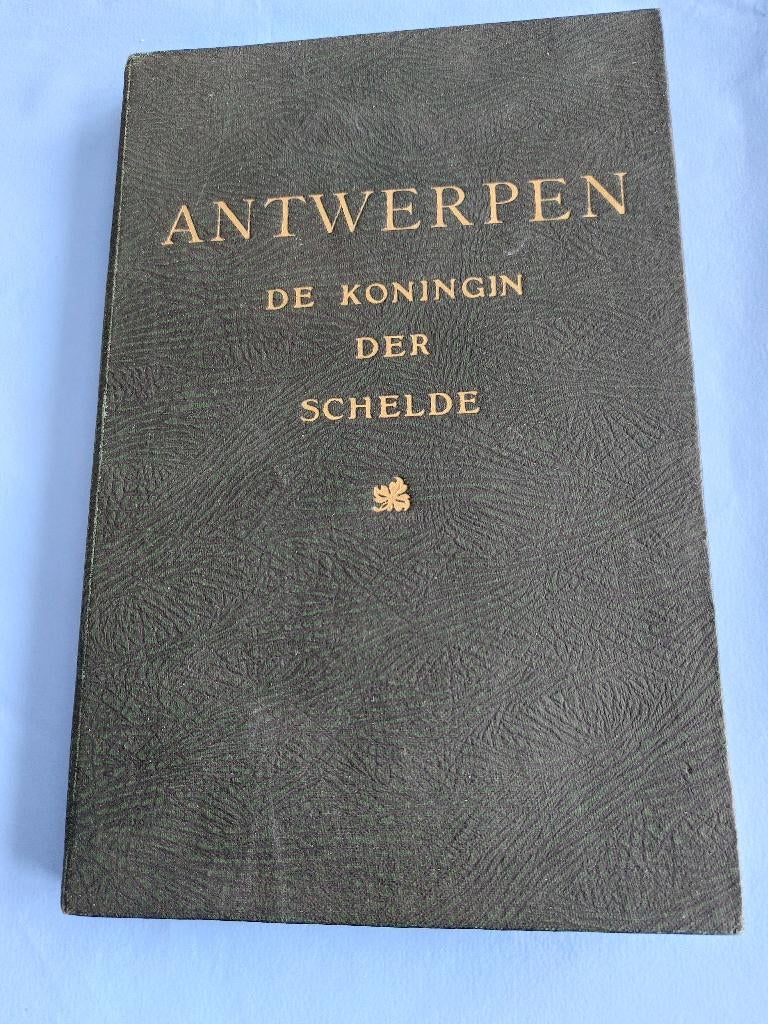 ANTWERPEN
DE KONINGIN
DER
SCHELDE